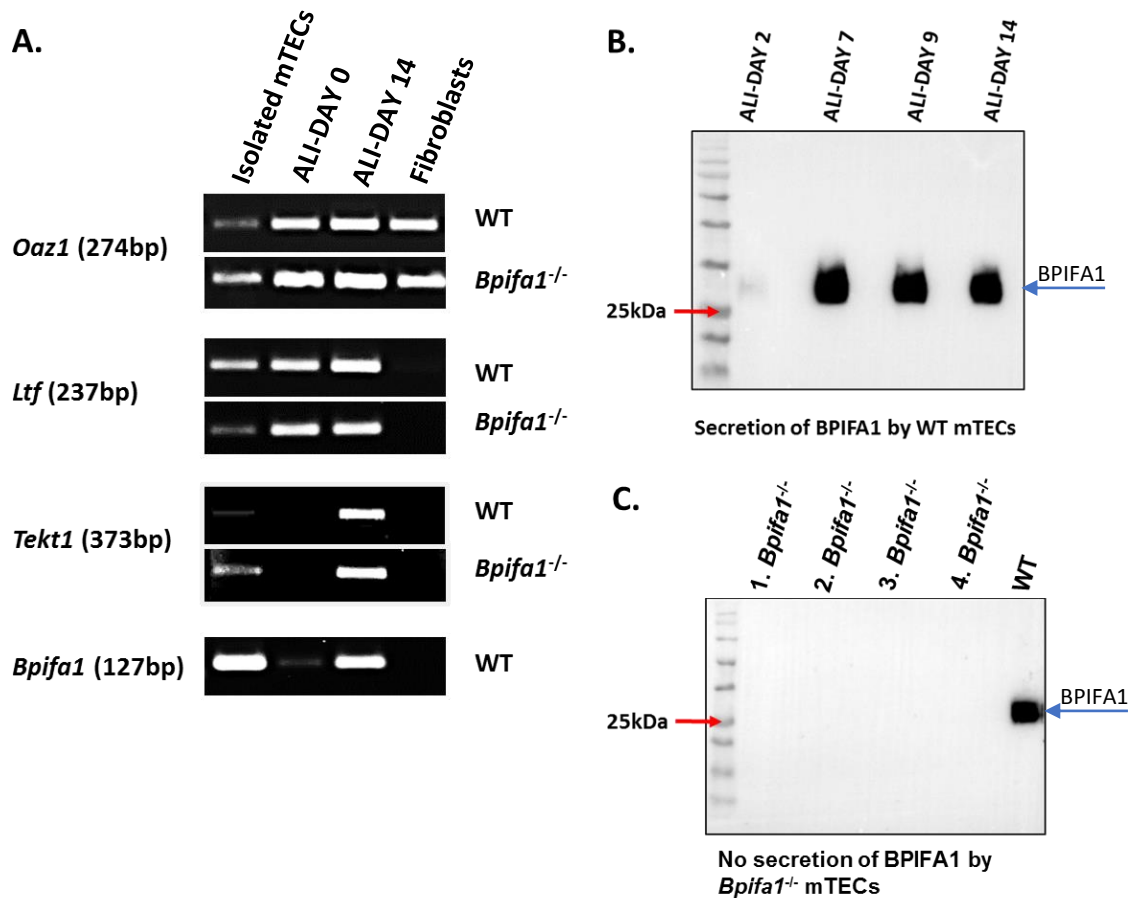 A.
Isolated mTECs
ALI-DAY 0
ALI-DAY 14
Fibroblasts
Oaz1 (274bp)
WT
Bpifa1-/-
Ltf (237bp)
WT
Bpifa1-/-
Tekt1 (373bp)
WT
Bpifa1-/-
Bpifa1 (127bp)
WT
B.
ALI-DAY 2
ALI-DAY 7
ALI-DAY 9
ALI-DAY 14
BPIFA1
25kDa
Secretion of BPIFA1 by WT mTECs
C.
1. Bpifa1-/-
2. Bpifa1-/-
3. Bpifa1-/-
4. Bpifa1-/-
WT
BPIFA1
25kDa
No secretion of BPIFA1 by
Bpifa1-/- mTECs